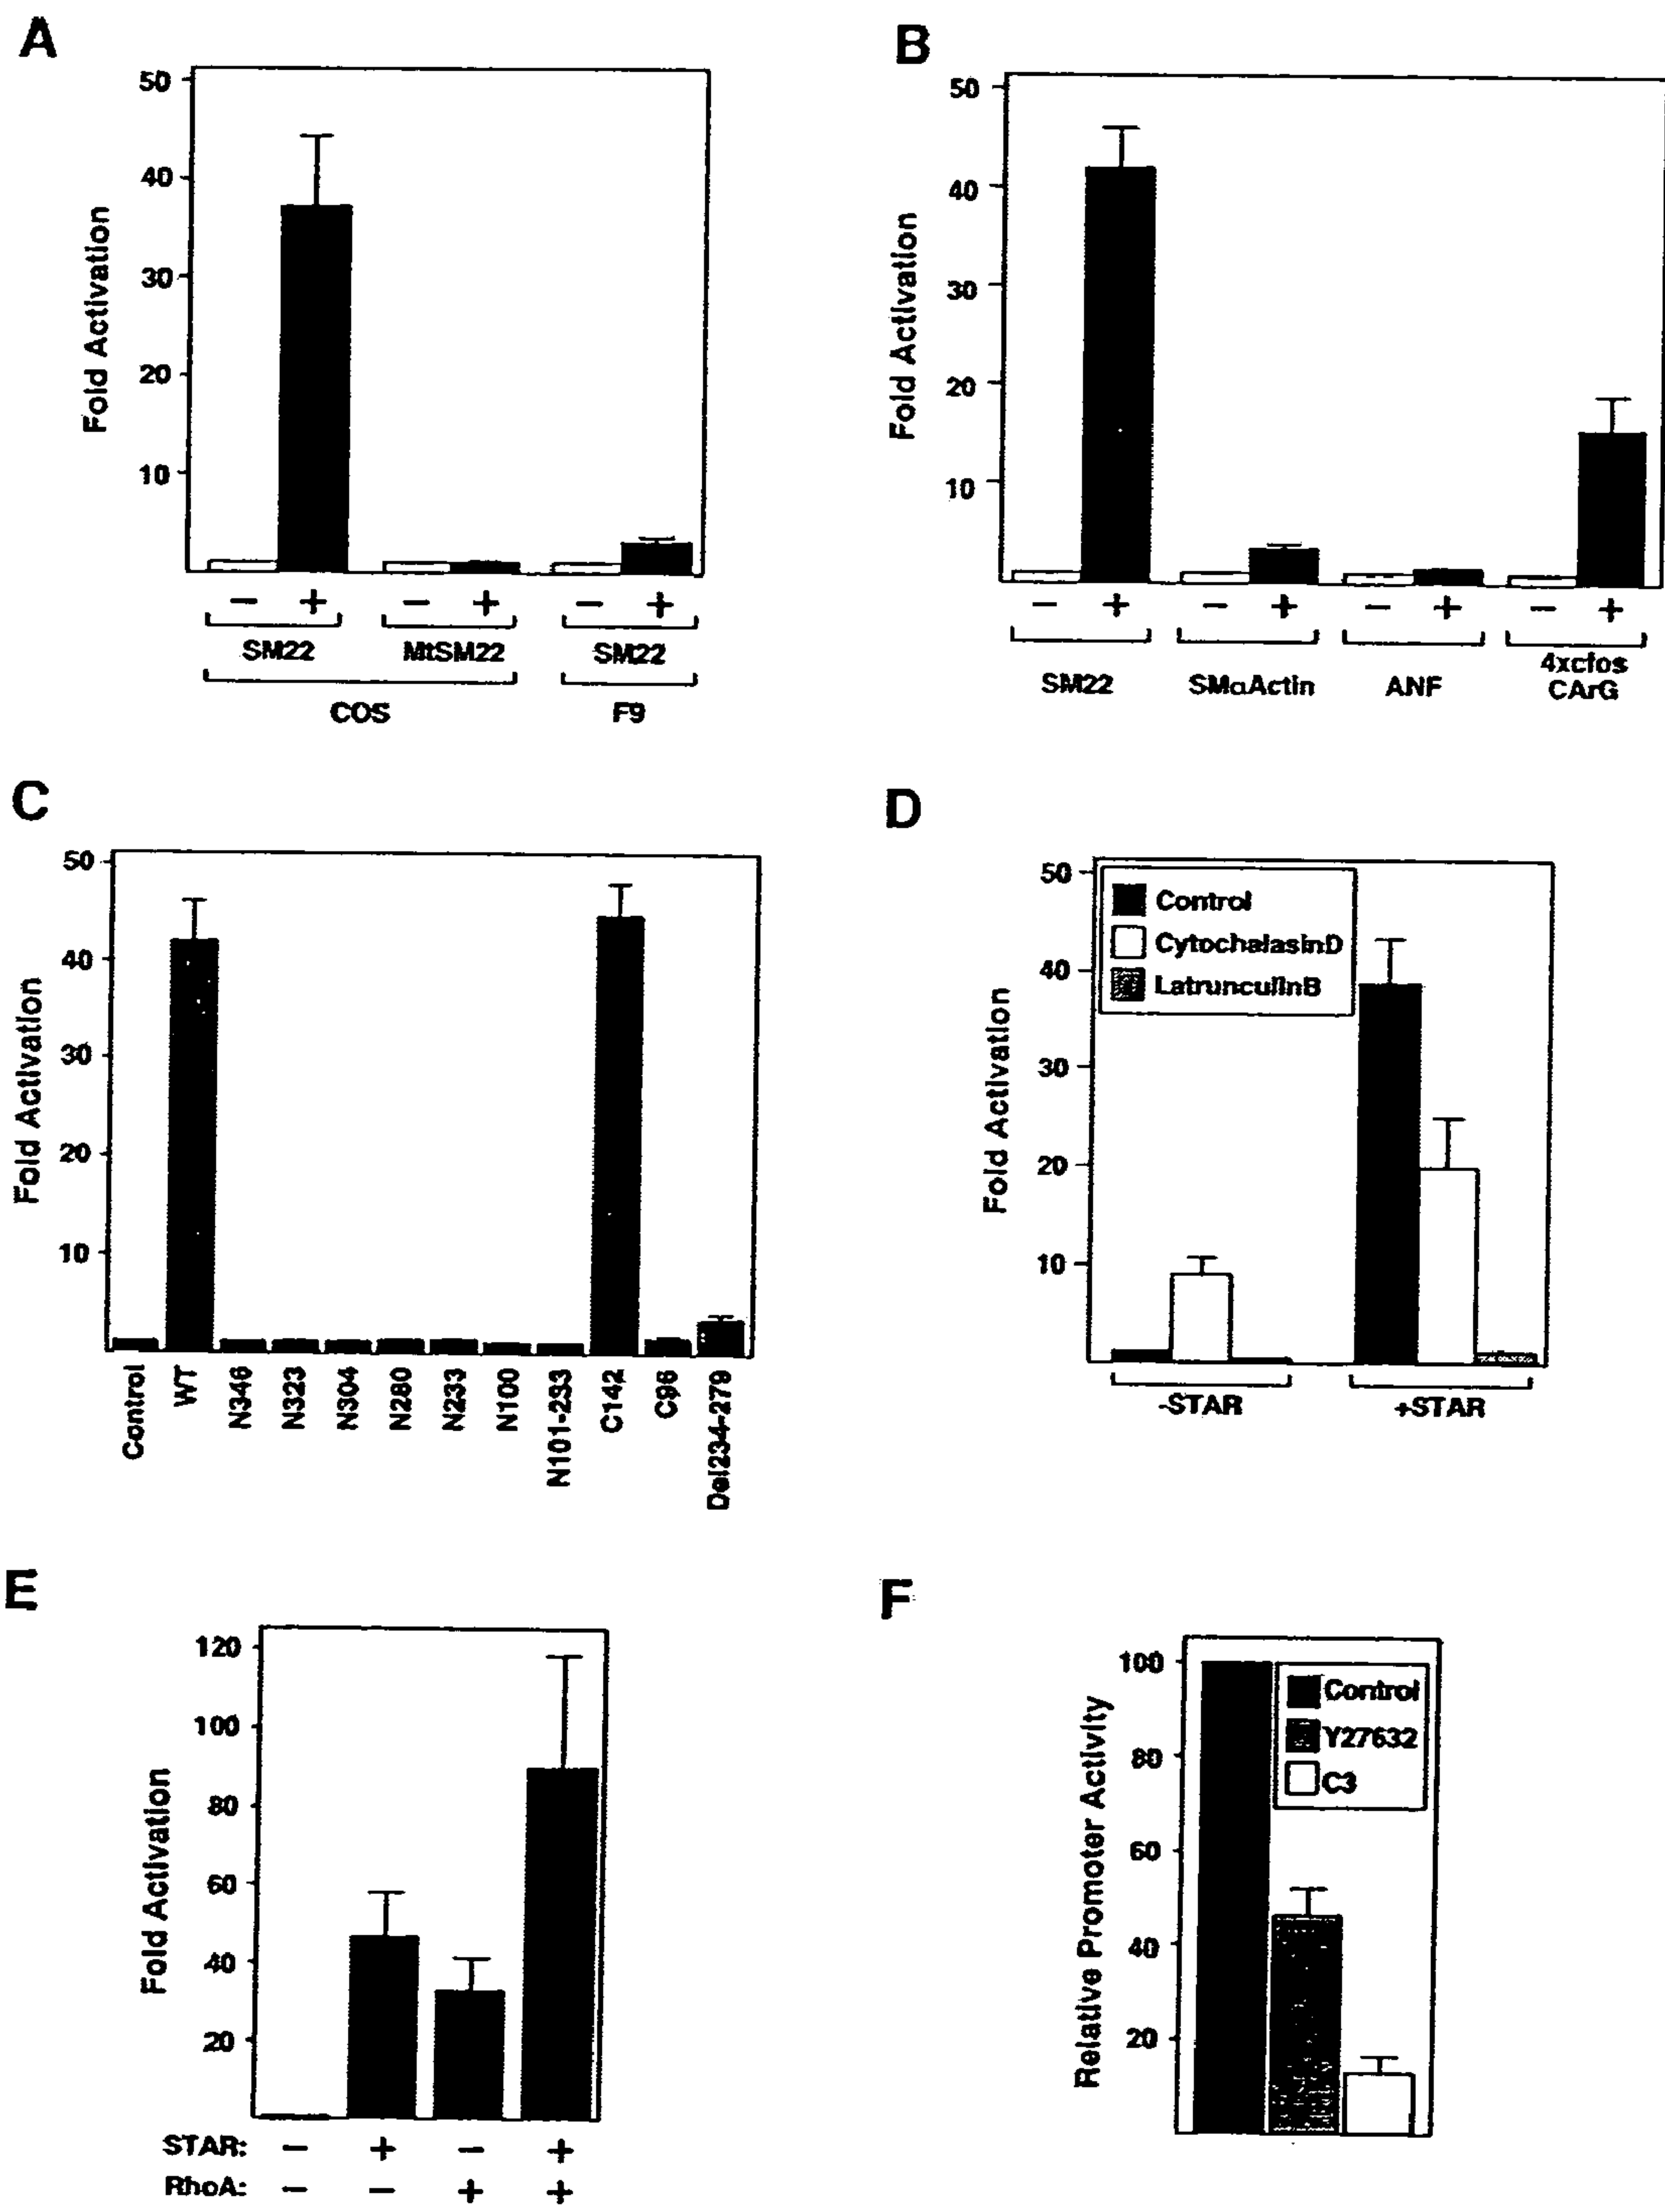 A
50
40
30
20
10
Fold Activation
− + − + − +
SM22 MtSM22 SM22
COS F9
B
50
40
30
20
10
Fold Activation
− + − + − + − +
SM22 SMαActin ANF 4xcfos
CArG
C
50
40
30
20
10
Fold Activation
Control WT N346 N323 N304 N280 N233 N100 N101-233 C142 C96 Del234-279
D
50
40
30
20
10
Fold Activation
Control
CytochalasinD
LatrunculinB
-STAR +STAR
E
120
100
80
60
40
20
Fold Activation
STAR: − + − +
RhoA: − − + +
F
100
80
60
40
20
Relative Promoter Activity
Control
Y27632
C3